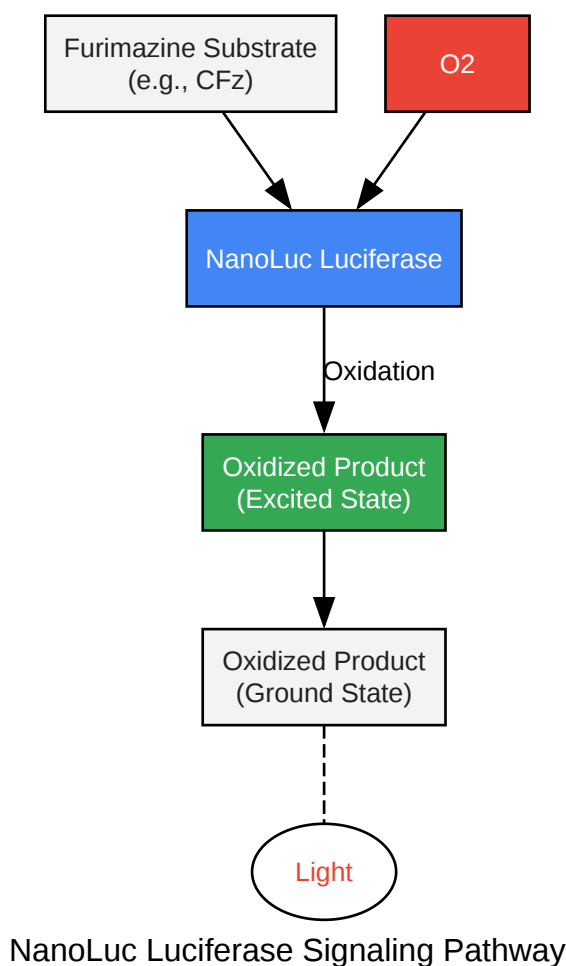 Furimazine Substrate
(e.g., CFz)
O2
NanoLuc Luciferase
Oxidation
Oxidized Product
(Excited State)
Oxidized Product
(Ground State)
Light
NanoLuc Luciferase Signaling Pathway